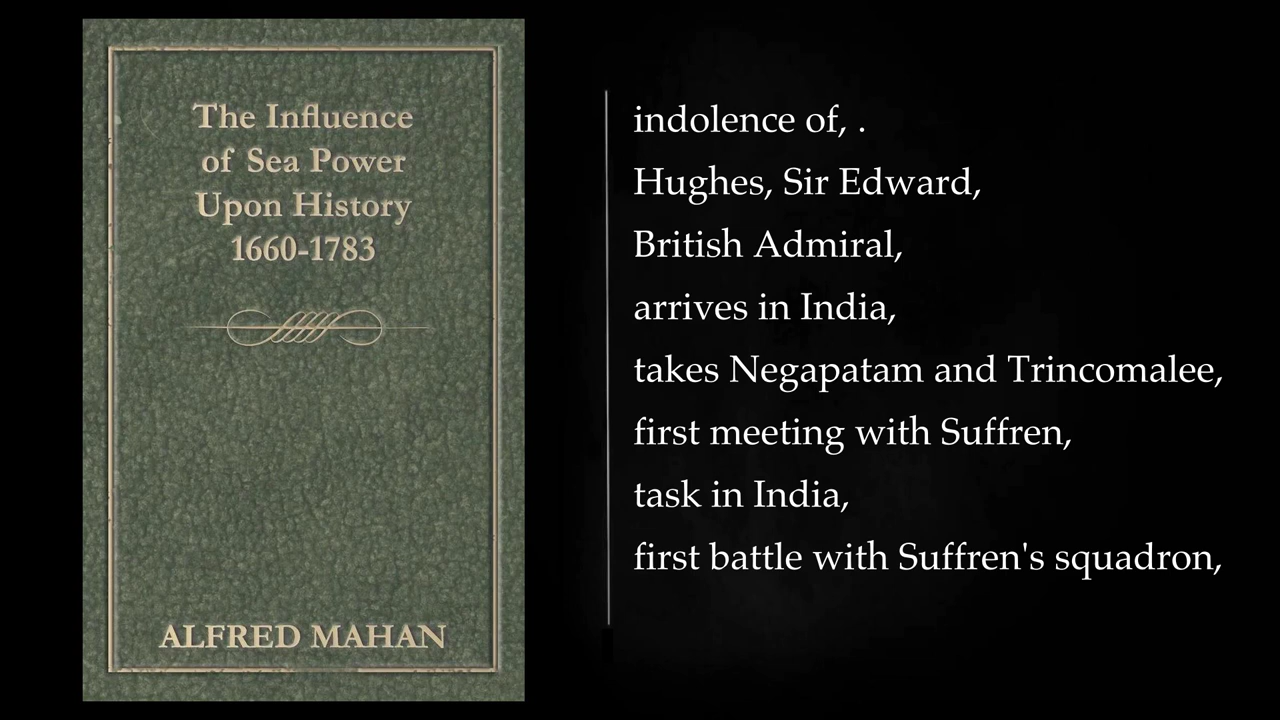 The Influence
of Sea Power
Upon History
1660-1783
ALFRED MAHAN
indolence of, .
Hughes, Sir Edward,
British Admiral,
arrives in India,
takes Negapatam and Trincomalee,
first meeting with Suffren,
task in India,
first battle with Suffren's squadron,